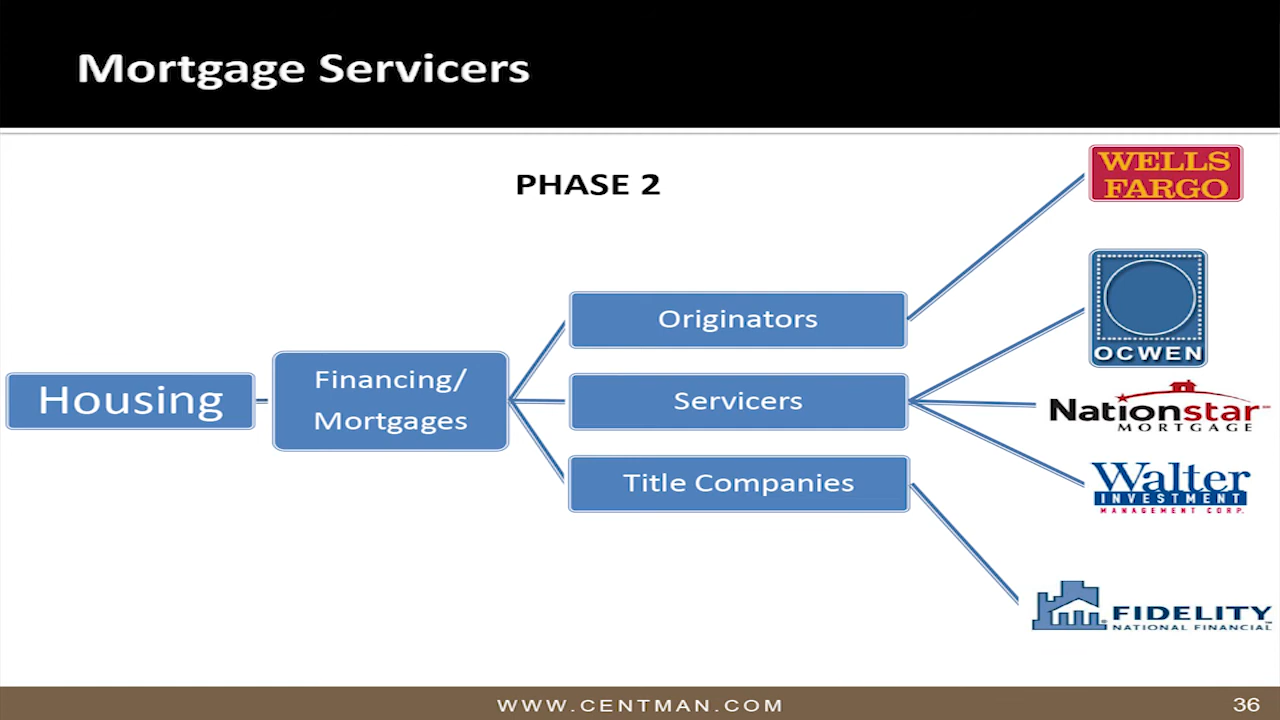 Mortgage Servicers
PHASE 2
WELLS
FARGO
Originators
OCWEN
Housing
Financing/
Mortgages
Servicers
Nationstar
MORTGAGE
Title Companies
Walter
INVESTMENT
MANAGEMENT CORP.
FIDELITY
NATIONAL FINANCIAL
WWW.CENTMAN.COM
36